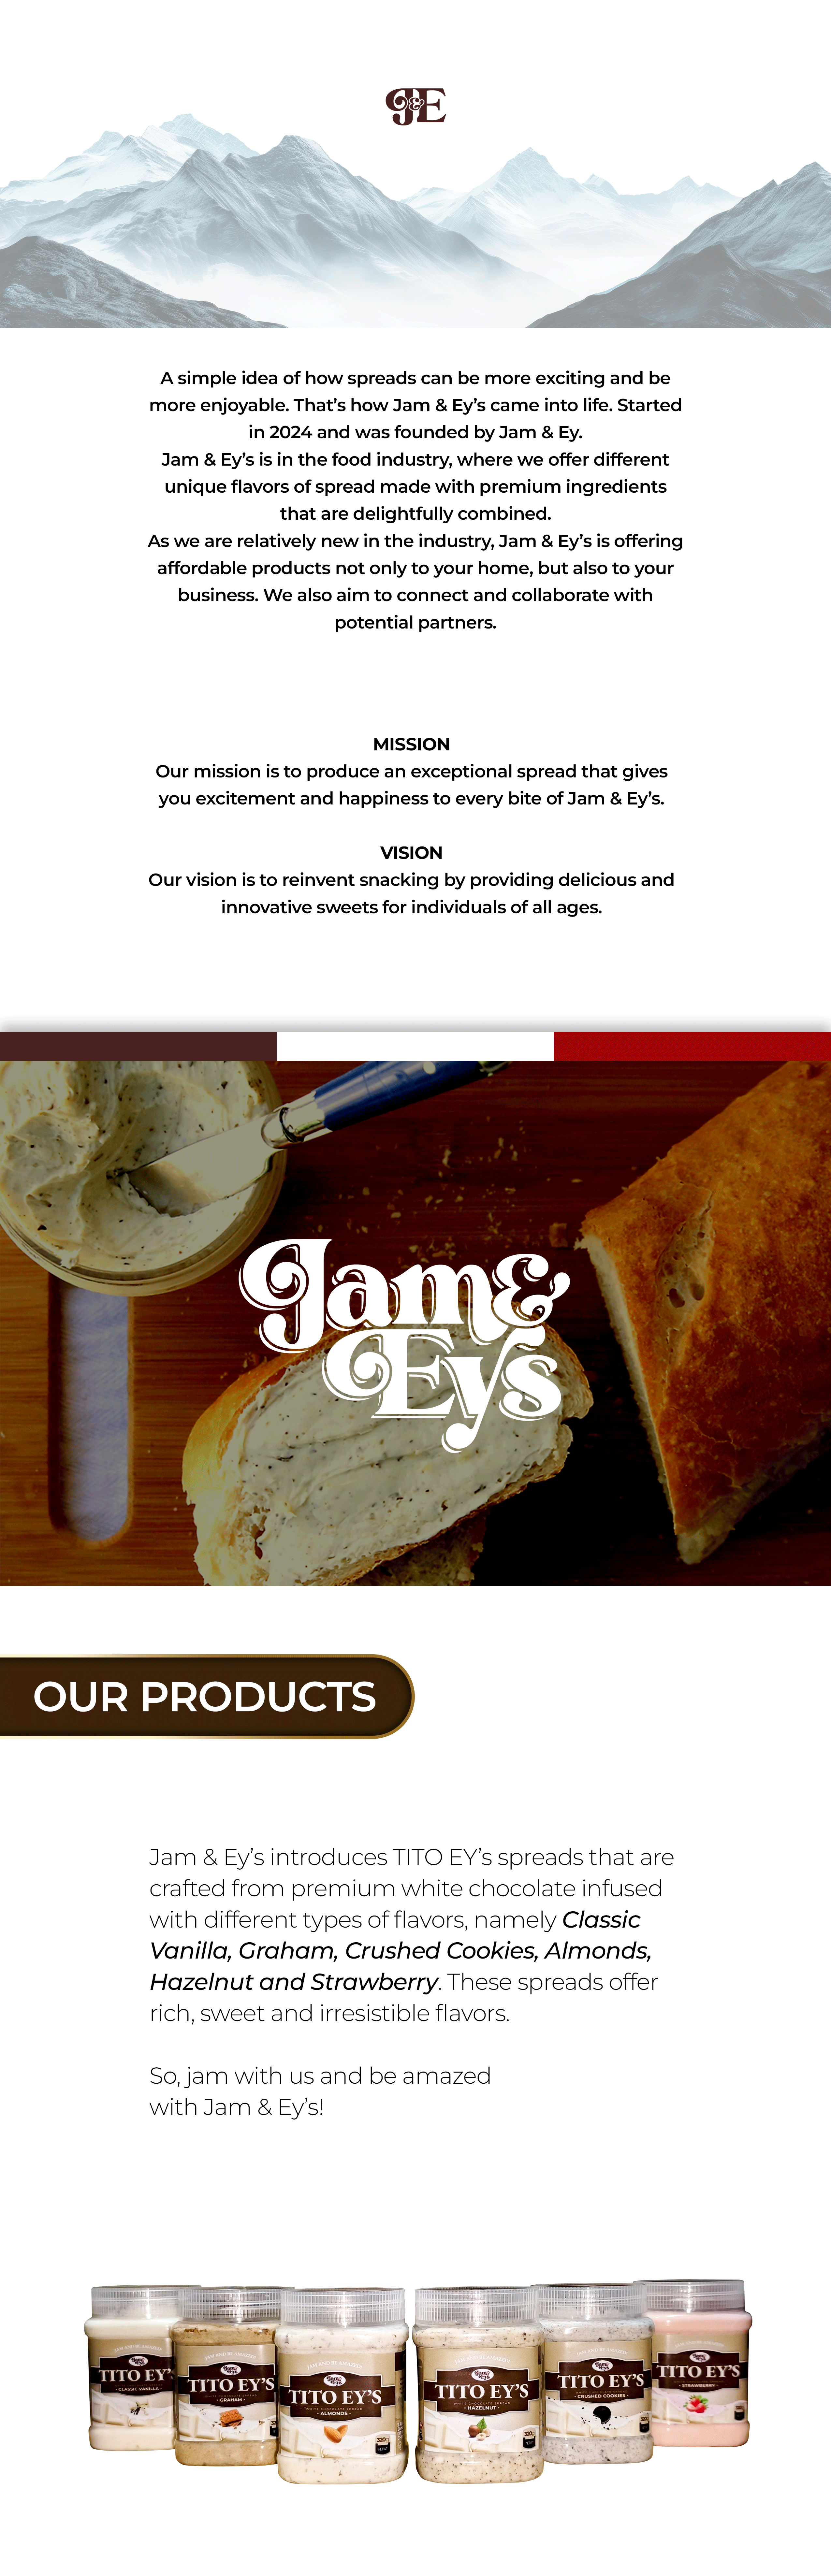 J&E
A simple idea of how spreads can be more exciting and be
more enjoyable. That's how Jam & Ey's came into life. Started
in 2024 and was founded by Jam & Ey.
Jam & Ey's is in the food industry, where we offer different
unique flavors of spread made with premium ingredients
that are delightfully combined.
As we are relatively new in the industry, Jam & Ey's is offering
affordable products not only to your home, but also to your
business. We also aim to connect and collaborate with
potential partners.
MISSION
Our mission is to produce an exceptional spread that gives
you excitement and happiness to every bite of Jam & Ey's.
VISION
Our vision is to reinvent snacking by providing delicious and
innovative sweets for individuals of all ages.
Jam &
Ey's
OUR PRODUCTS
Jam & Ey's introduces TITO EY's spreads that are
crafted from premium white chocolate infused
with different types of flavors, namely Classic
Vanilla, Graham, Crushed Cookies, Almonds,
Hazelnut and Strawberry. These spreads offer
rich, sweet and irresistible flavors.
So, jam with us and be amazed
with Jam & Ey's!
TITO EY'S
CLASSIC VANILLA
TITO EY'S
GRAHAM
TITO EY'S
WHITE CHOCOLATE SPREAD
ALMONDS
TITO EY'S
WHITE CHOCOLATE SPREAD
HAZELNUT
TITO EY'S
CRUSHED COOKIES
TITO EY'S
STRAWBERRY